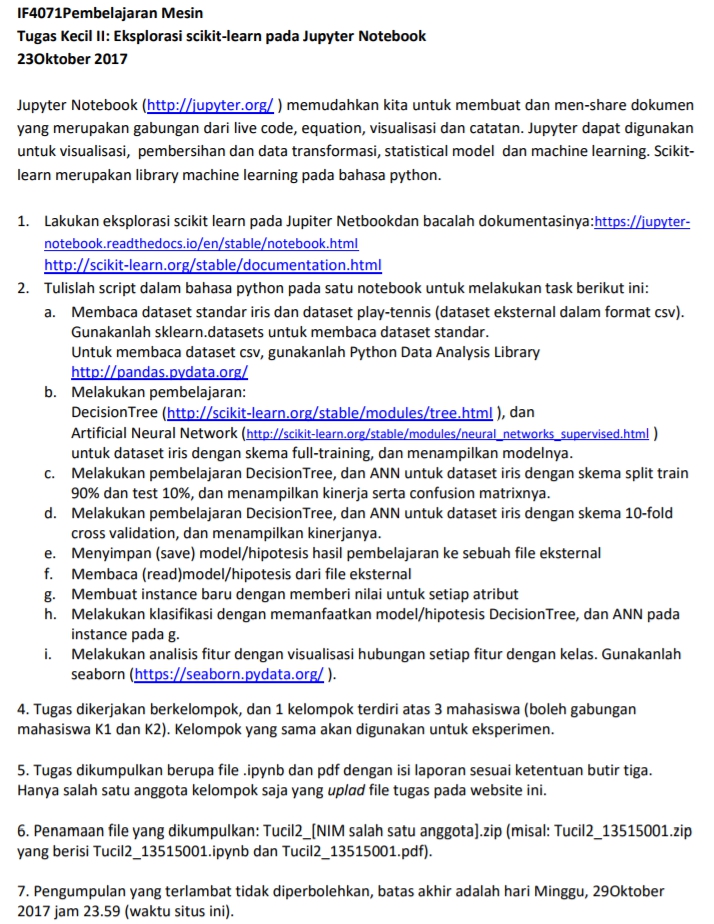 IF4071Pembelajaran Mesin
Tugas Kecil II: Eksplorasi scikit-learn pada Jupyter Notebook
23Oktober 2017
Jupyter Notebook (http://jupyter.org/ ) memudahkan kita untuk membuat dan men-share dokumen
yang merupakan gabungan dari live code, equation, visualisasi dan catatan. Jupyter dapat digunakan
untuk visualisasi, pembersihan dan data transformasi, statistical model dan machine learning. Scikit-
learn merupakan library machine learning pada bahasa python.
1. Lakukan eksplorasi scikit learn pada Jupiter Netbookdan bacalah dokumentasinya:https://jupyter-
notebook.readthedocs.io/en/stable/notebook.html
http://scikit-learn.org/stable/documentation.html
2. Tulislah script dalam bahasa python pada satu notebook untuk melakukan task berikut ini:
a. Membaca dataset standar iris dan dataset play-tennis (dataset eksternal dalam format csv).
Gunakanlah sklearn.datasets untuk membaca dataset standar.
Untuk membaca dataset csv, gunakanlah Python Data Analysis Library
http://pandas.pydata.org/
b. Melakukan pembelajaran:
DecisionTree (http://scikit-learn.org/stable/modules/tree.html ), dan
Artificial Neural Network (http://scikit-learn.org/stable/modules/neural_networks_supervised.html )
untuk dataset iris dengan skema full-training, dan menampilkan modelnya.
c. Melakukan pembelajaran DecisionTree, dan ANN untuk dataset iris dengan skema split train
90% dan test 10%, dan menampilkan kinerja serta confusion matrixnya.
d. Melakukan pembelajaran DecisionTree, dan ANN untuk dataset iris dengan skema 10-fold
cross validation, dan menampilkan kinerjanya.
e. Menyimpan (save) model/hipotesis hasil pembelajaran ke sebuah file eksternal
f. Membaca (read)model/hipotesis dari file eksternal
g. Membuat instance baru dengan memberi nilai untuk setiap atribut
h. Melakukan klasifikasi dengan memanfaatkan model/hipotesis DecisionTree, dan ANN pada
instance pada g.
i. Melakukan analisis fitur dengan visualisasi hubungan setiap fitur dengan kelas. Gunakanlah
seaborn (https://seaborn.pydata.org/ ).
4. Tugas dikerjakan berkelompok, dan 1 kelompok terdiri atas 3 mahasiswa (boleh gabungan
mahasiswa K1 dan K2). Kelompok yang sama akan digunakan untuk eksperimen.
5. Tugas dikumpulkan berupa file .ipynb dan pdf dengan isi laporan sesuai ketentuan butir tiga.
Hanya salah satu anggota kelompok saja yang uplad file tugas pada website ini.
6. Penamaan file yang dikumpulkan: Tucil2_[NIM salah satu anggota].zip (misal: Tucil2_13515001.zip
yang berisi Tucil2_13515001.ipynb dan Tucil2_13515001.pdf).
7. Pengumpulan yang terlambat tidak diperbolehkan, batas akhir adalah hari Minggu, 29Oktober
2017 jam 23.59 (waktu situs ini).